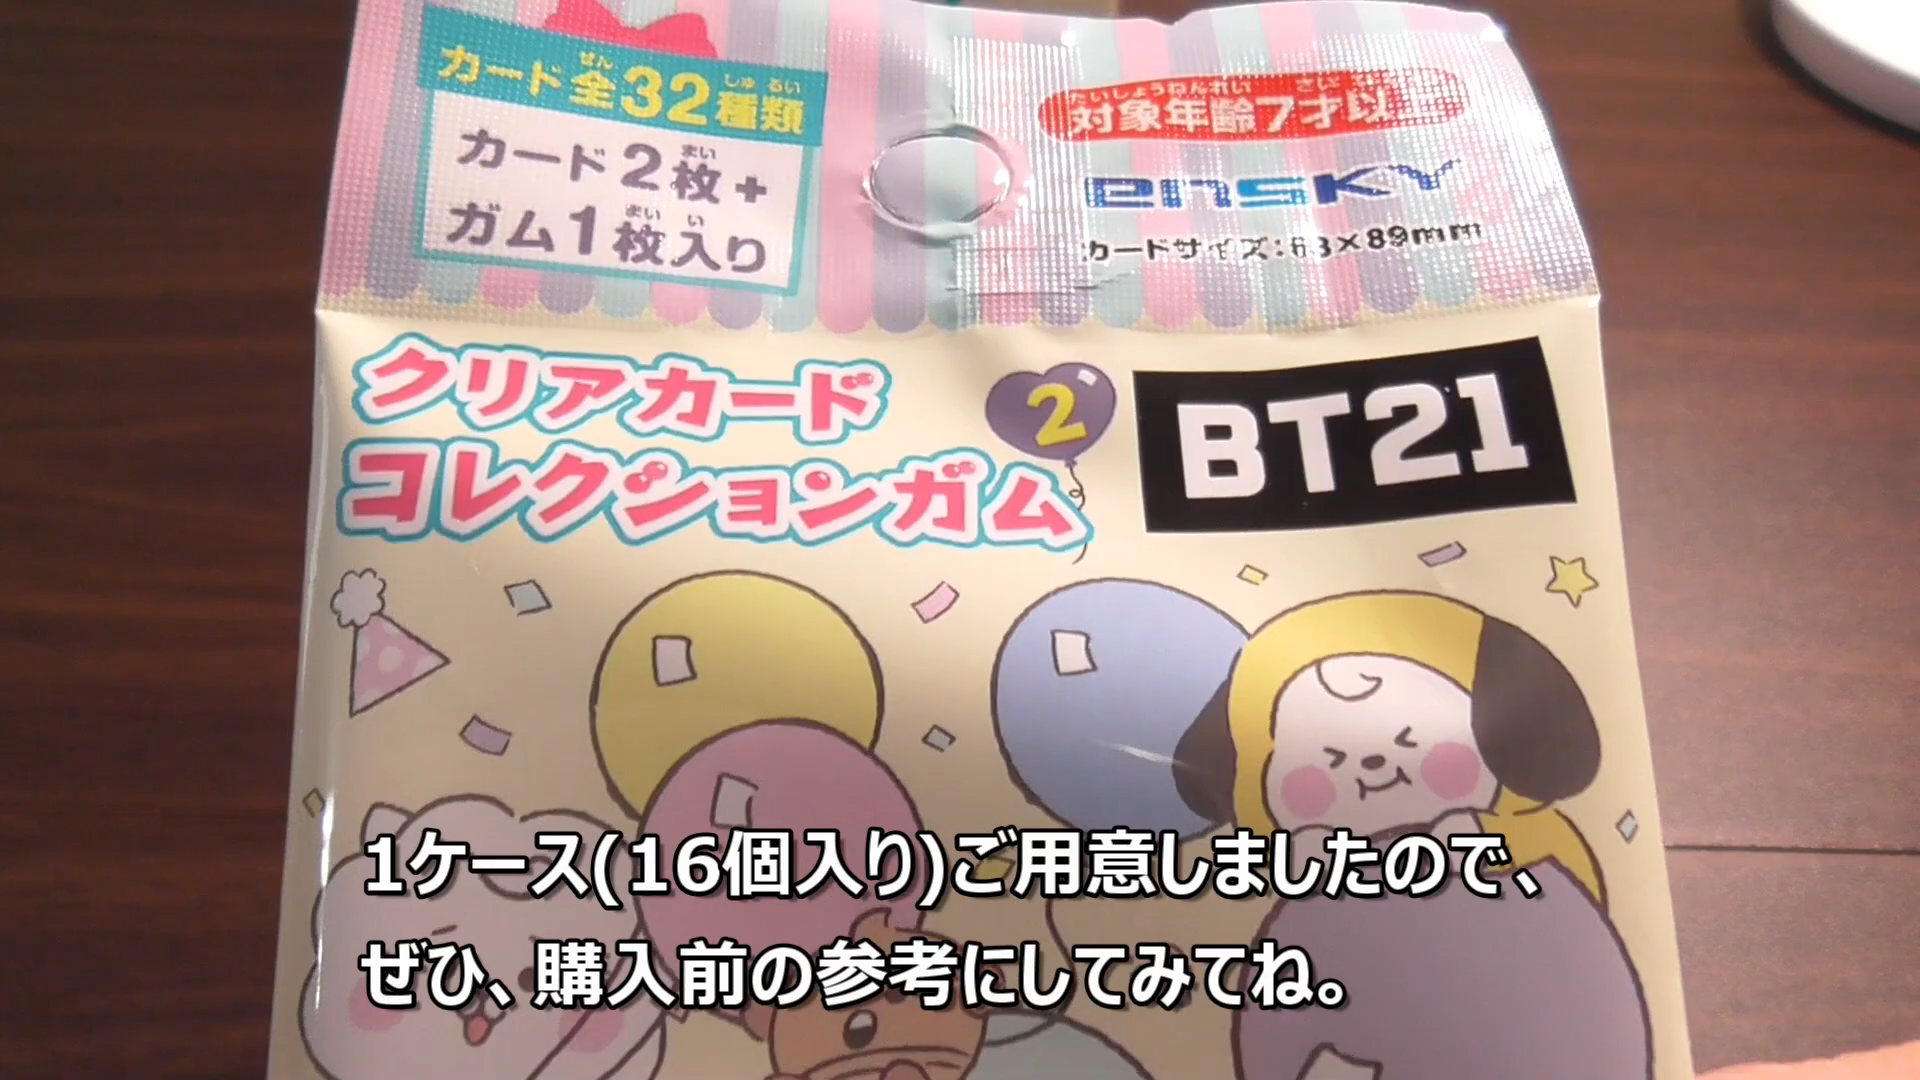 カード全32種類
カード2枚+
ガム1枚入り
対象年齢7才以上
ensky
カードサイズ:63×89mm
クリアカード
コレクションガム
2
BT21
1ケース(16個入り)ご用意しましたので、
ぜひ、購入前の参考にしてみてね。